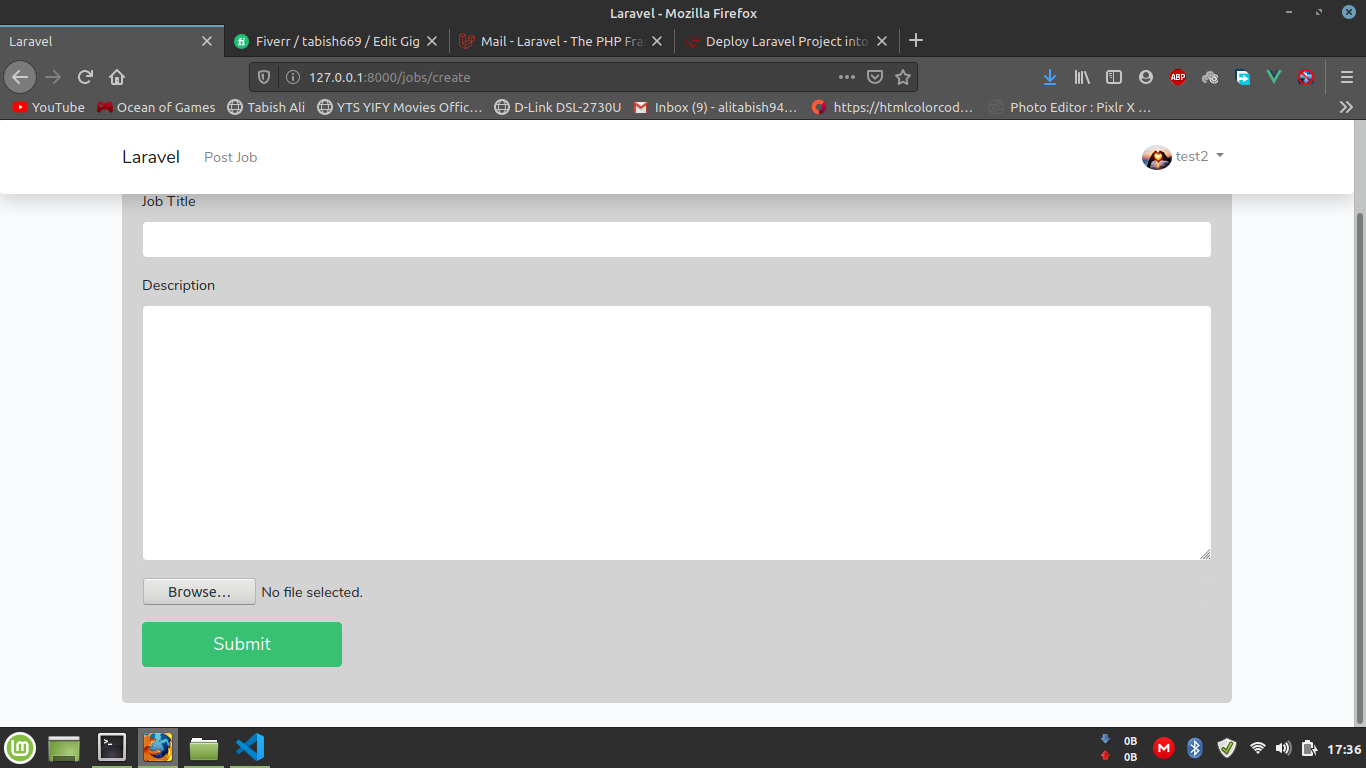 Laravel - Mozilla Firefox
Laravel
Fiverr / tabish669 / Edit Gig
Mail - Laravel - The PHP Fra
Deploy Laravel Project into
127.0.0.1:8000/jobs/create
ABP
YouTube
Ocean of Games
Tabish Ali
YTS YIFY Movies Offic…
D-Link DSL-2730U
Inbox (9) - alitabish94…
https://htmlcolorcod…
Photo Editor : Pixlr X …
Laravel
Post Job
test2
Job Title
Description
Browse…
No file selected.
Submit
0B
0B
17:36